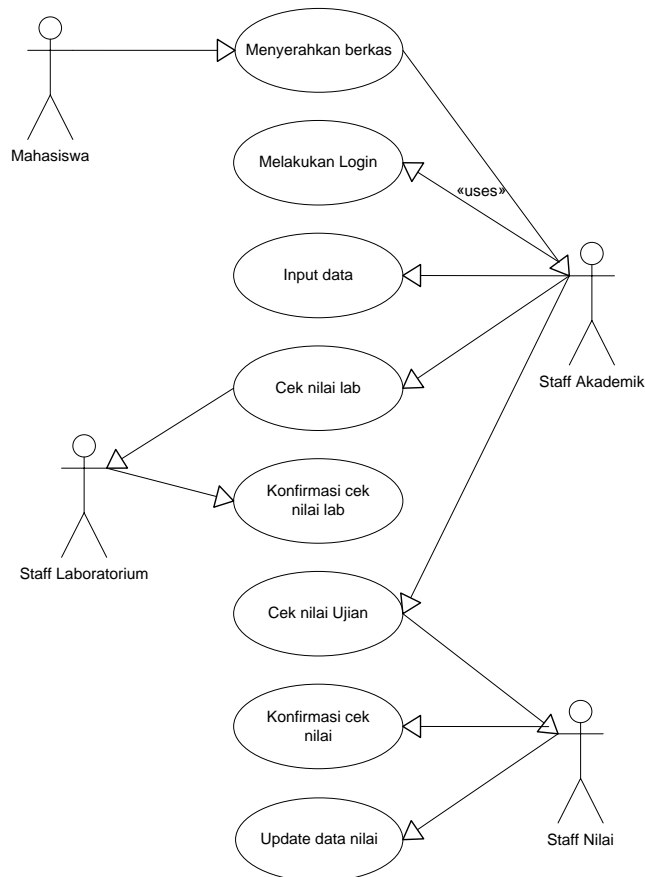 Menyerahkan berkas
Mahasiswa
Melakukan Login
«uses»
Input data
Staff Akademik
Cek nilai lab
Konfirmasi cek
nilai lab
Staff Laboratorium
Cek nilai Ujian
Konfirmasi cek
nilai
Update data nilai
Staff Nilai